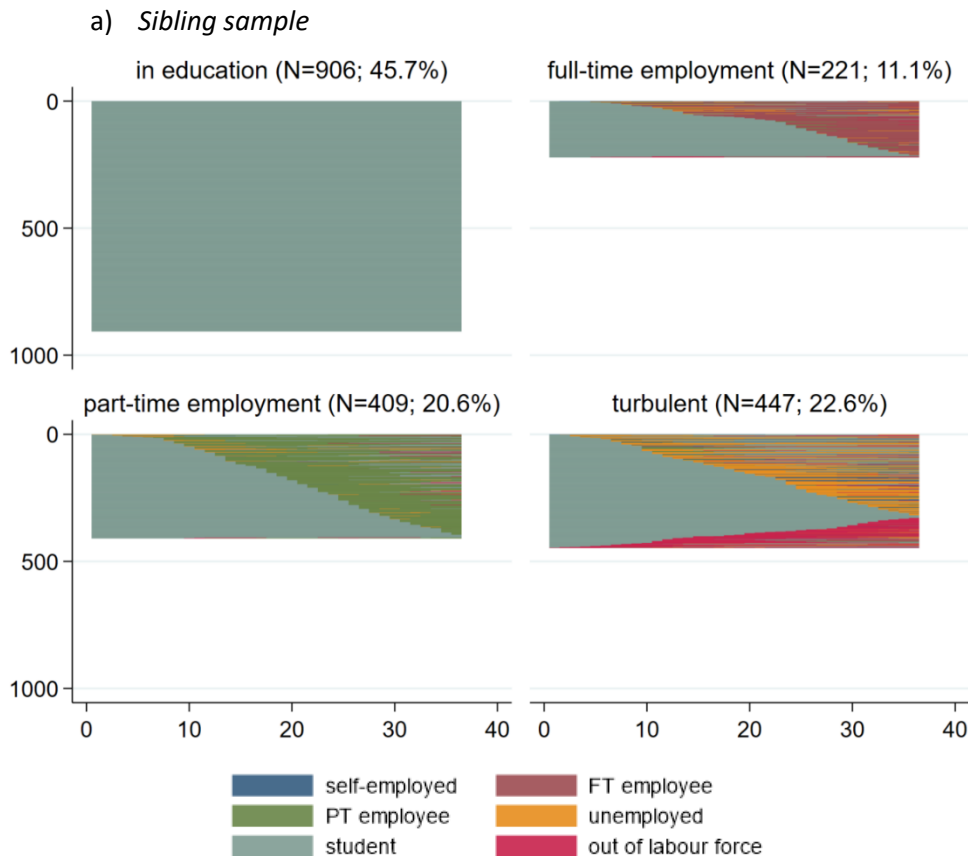 a) Sibling sample
in education (N=906; 45.7%)
full-time employment (N=221; 11.1%)
0
500
1000
part-time employment (N=409; 20.6%)
turbulent (N=447; 22.6%)
0
500
1000
0 10 20 30 40
0 10 20 30 40
self-employed
FT employee
PT employee
unemployed
student
out of labour force